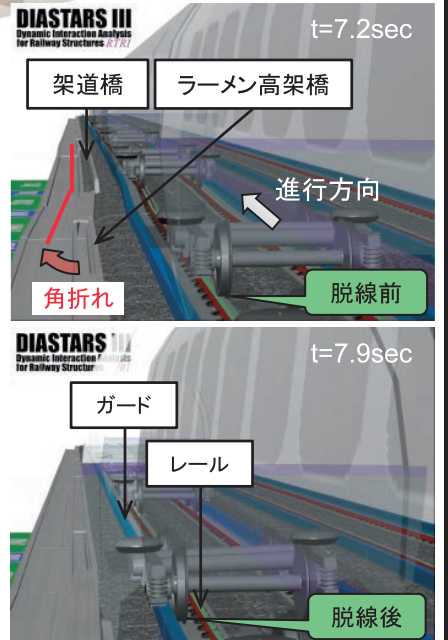 DIASTARS III
Dynamic Interaction Analysis
for Railway Structures RTRI
t=7.2sec
架道橋
ラーメン高架橋
進行方向
角折れ
脱線前
DIASTARS III
Dynamic Interaction Analysis
for Railway Structures RTRI
t=7.9sec
ガード
レール
脱線後